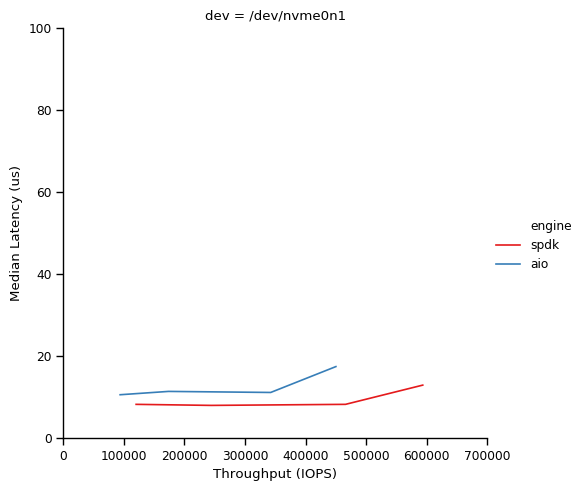 dev = /dev/nvme0n1
100
80
60
40
20
0
Median Latency (us)
0 100000 200000 300000 400000 500000 600000 700000
Throughput (IOPS)
engine
spdk
aio